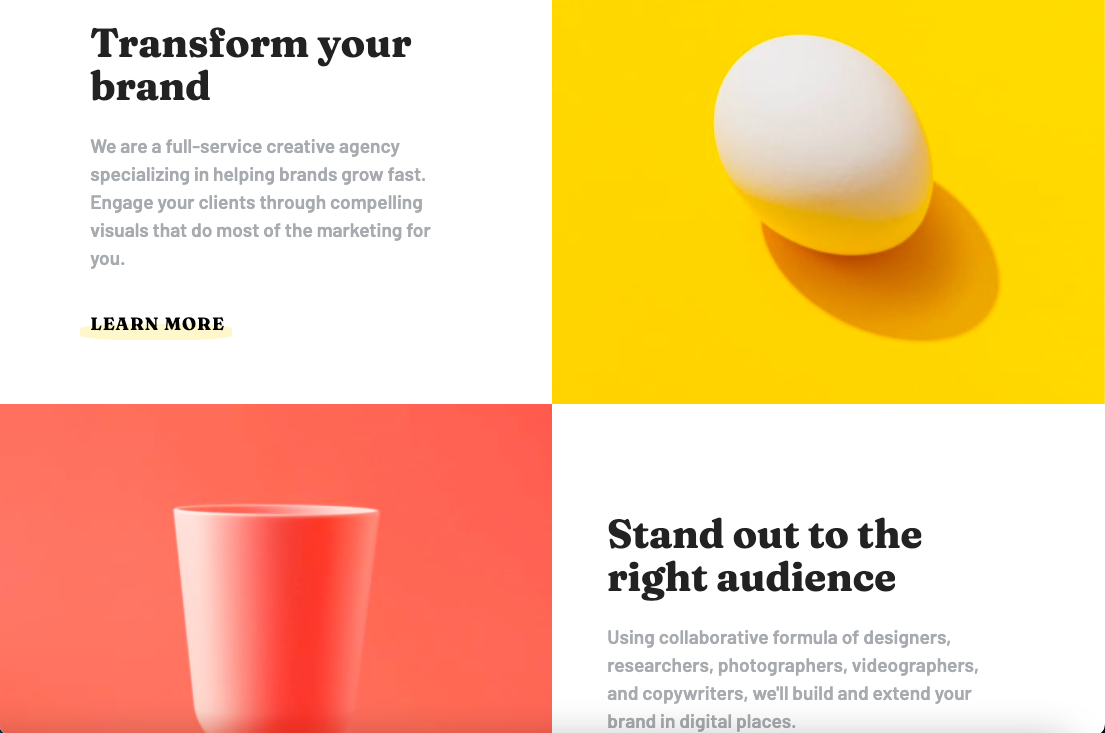 Transform your
brand
We are a full-service creative agency
specializing in helping brands grow fast.
Engage your clients through compelling
visuals that do most of the marketing for
you.
LEARN MORE
Stand out to the
right audience
Using collaborative formula of designers,
researchers, photographers, videographers,
and copywriters, we'll build and extend your
brand in digital places.